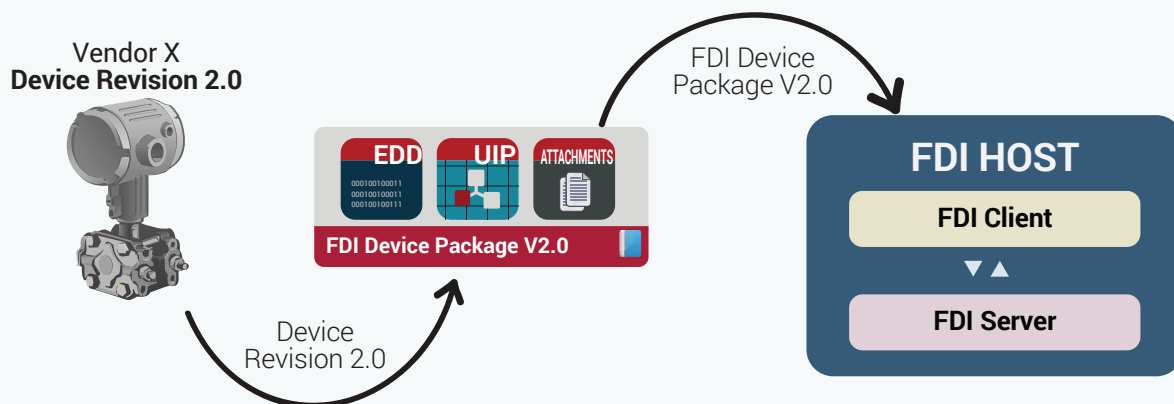 Vendor X
Device Revision 2.0
Device
Revision 2.0
EDD
000100100011
000100100011
000100100111
UIP
ATTACHMENTS
FDI Device Package V2.0
FDI Device
Package V2.0
FDI HOST
FDI Client
FDI Server